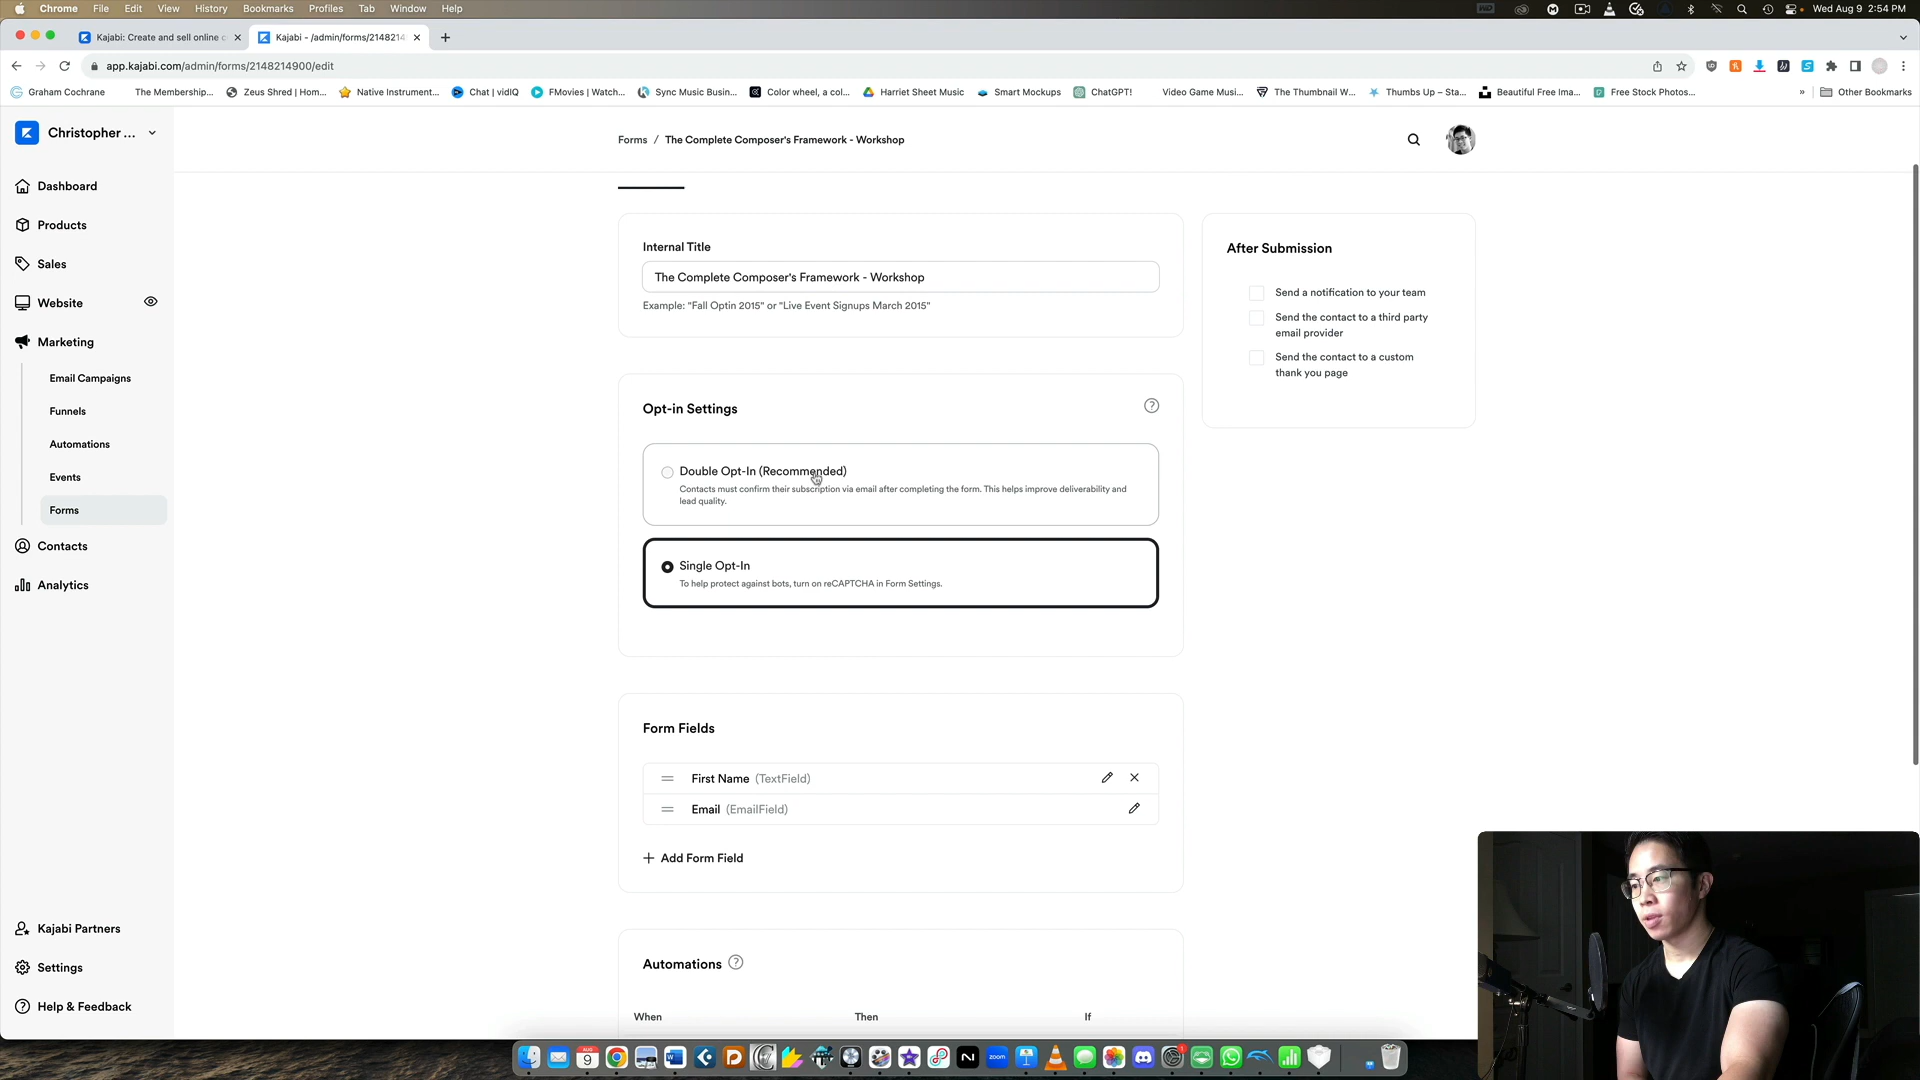 Chrome File Edit View History Bookmarks Profiles Tab Window Help
Wed Aug 9 2:54 PM
Kajabi: Create and sell online c
Kajabi - /admin/forms/2148214
app.kajabi.com/admin/forms/2148214900/edit
Graham Cochrane The Membership... Zeus Shred | Hom... Native Instrument... Chat | vidIQ FMovies | Watch... Sync Music Busin... Color wheel, a col... Harriet Sheet Music Smart Mockups ChatGPT! Video Game Musi... The Thumbnail W... Thumbs Up – Sta... Beautiful Free Ima... Free Stock Photos... » Other Bookmarks
Christopher ...
Forms / The Complete Composer's Framework - Workshop
Dashboard
Products
Sales
Website
Marketing
Email Campaigns
Funnels
Automations
Events
Forms
Contacts
Analytics
Kajabi Partners
Settings
Help & Feedback
Internal Title
The Complete Composer's Framework - Workshop
Example: "Fall Optin 2015" or "Live Event Signups March 2015"
Opt-in Settings
Double Opt-In (Recommended)
Contacts must confirm their subscription via email after completing the form. This helps improve deliverability and
lead quality.
Single Opt-In
To help protect against bots, turn on reCAPTCHA in Form Settings.
Form Fields
First Name (TextField)
Email (EmailField)
+ Add Form Field
Automations
When Then If
After Submission
Send a notification to your team
Send the contact to a third party
email provider
Send the contact to a custom
thank you page